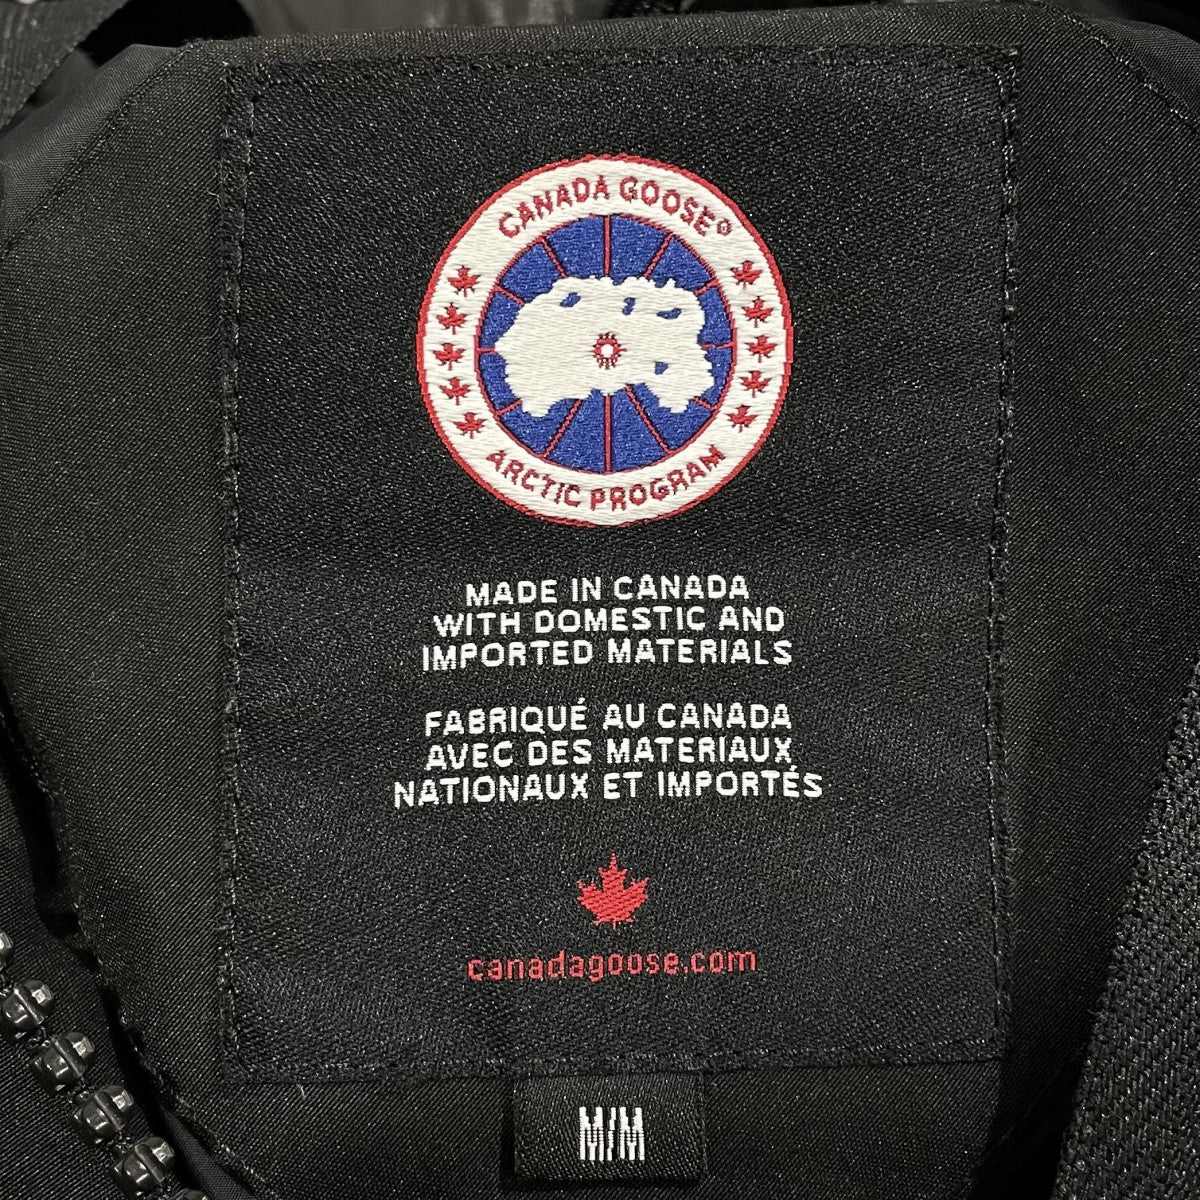 CANADA GOOSE®
ARCTIC PROGRAM
MADE IN CANADA
WITH DOMESTIC AND
IMPORTED MATERIALS
FABRIQUÉ AU CANADA
AVEC DES MATERIAUX
NATIONAUX ET IMPORTÉS
canadagoose.com
M/M